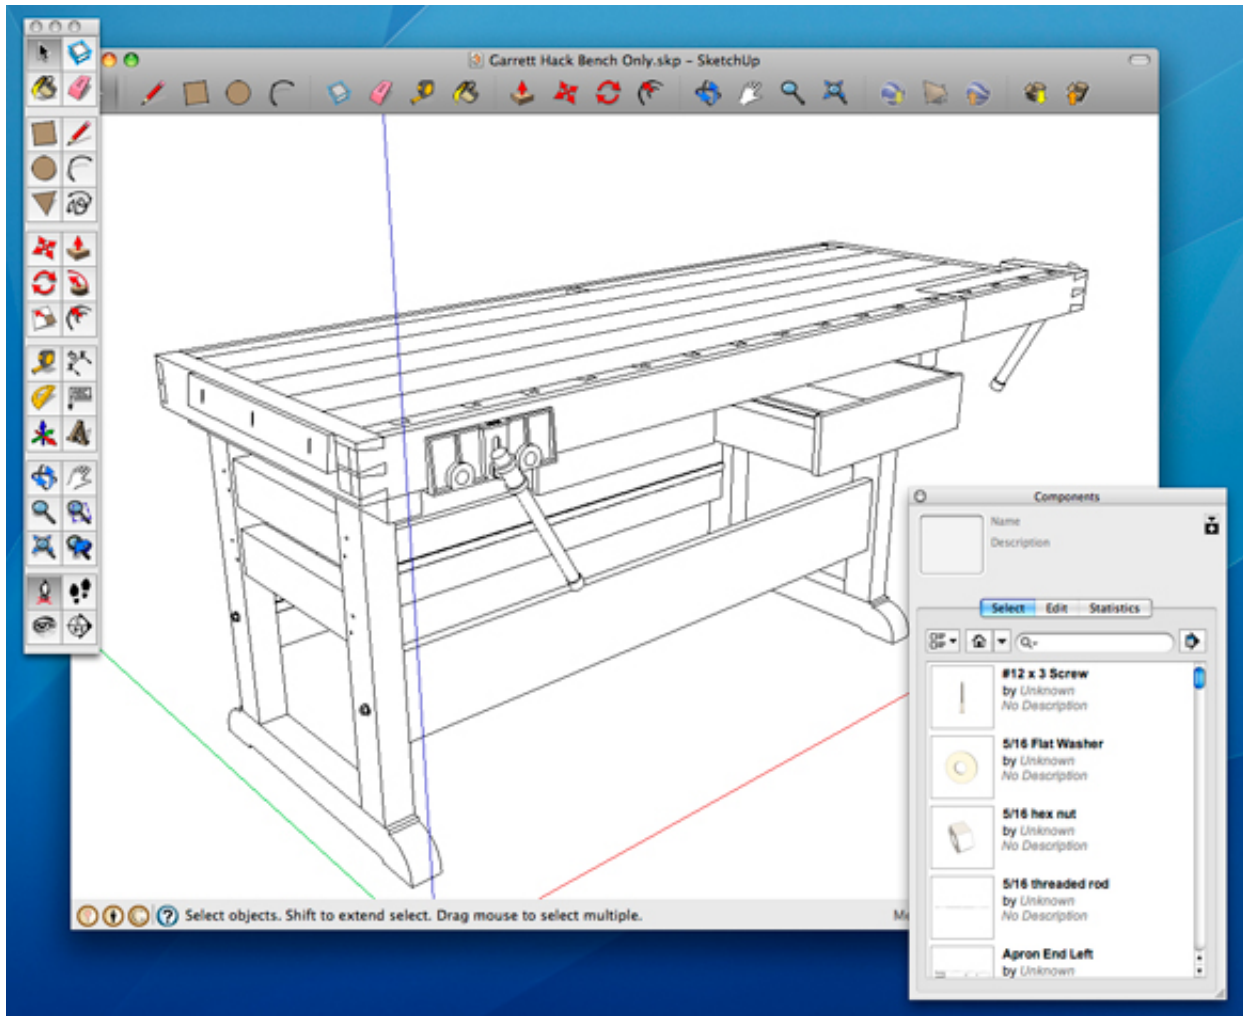 Garrett Hack Bench Only.skp – SketchUp
Components
Name
Description
Select Edit Statistics
#12 x 3 Screw
by Unknown
No Description
5/16 Flat Washer
by Unknown
No Description
5/16 hex nut
by Unknown
No Description
5/16 threaded rod
by Unknown
No Description
Apron End Left
by Unknown
Select objects. Shift to extend select. Drag mouse to select multiple.